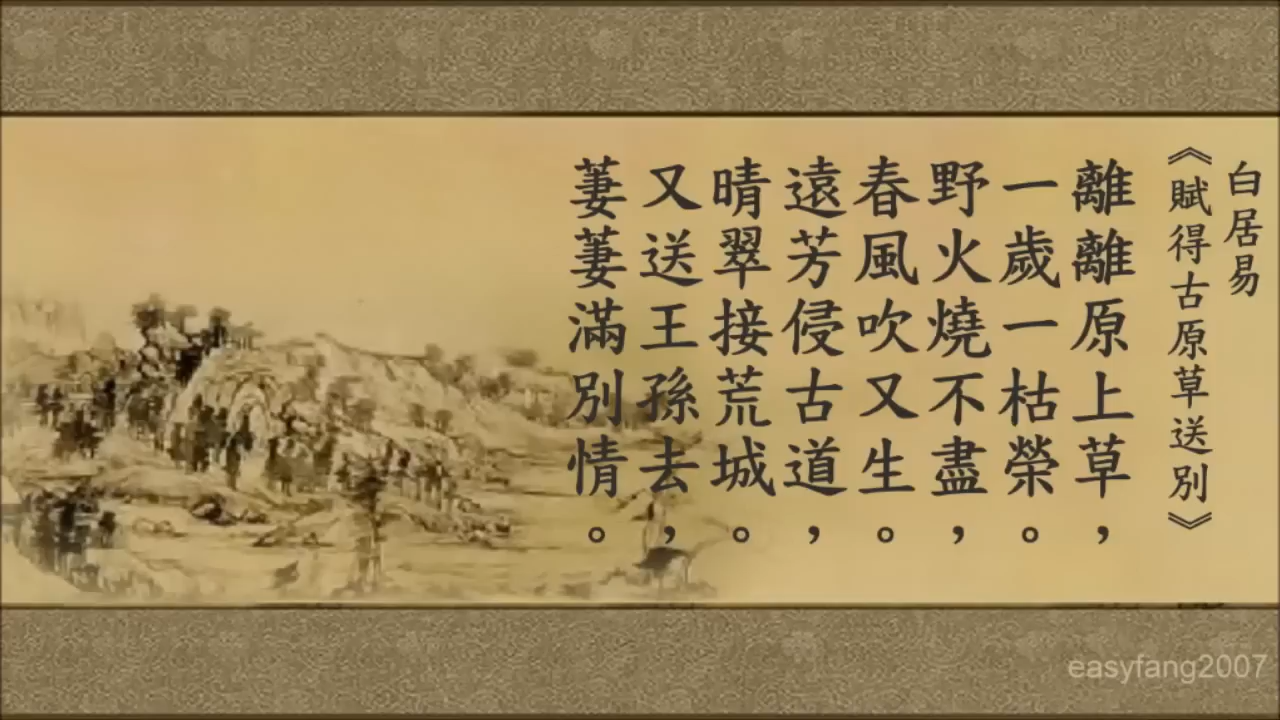 白居易
《賦得古原草送別》
離離原上草，
一歲一枯榮。
野火燒不盡，
春風吹又生。
遠芳侵古道，
晴翠接荒城。
又送王孫去，
萋萋滿別情。
easyfang2007